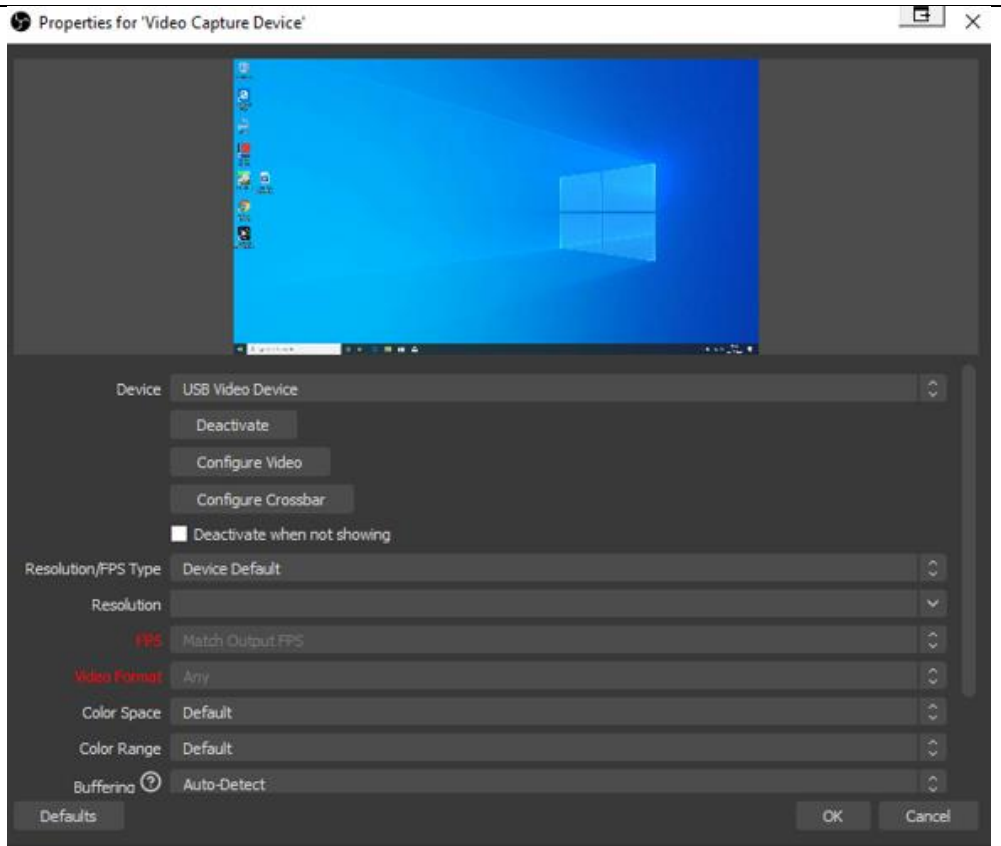 Properties for 'Video Capture Device'
Device USB Video Device
Deactivate
Configure Video
Configure Crossbar
Deactivate when not showing
Resolution/FPS Type Device Default
Resolution
FPS Match Output FPS
Video Format Any
Color Space Default
Color Range Default
Buffering ? Auto-Detect
Defaults OK Cancel